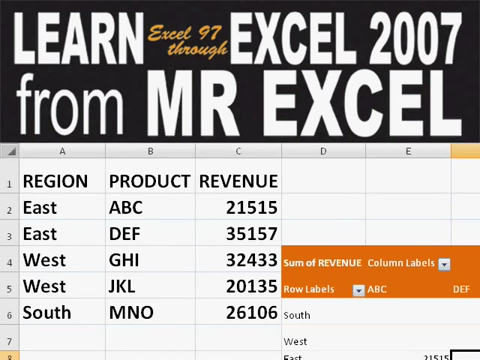 LEARN Excel 97 through EXCEL 2007
from MR EXCEL
A B C D E
1 REGION PRODUCT REVENUE
2 East ABC 21515
3 East DEF 35157
4 West GHI 32433 Sum of REVENUE Column Labels
5 West JKL 20135 Row Labels ABC DEF
6 South MNO 26106 South
7 West
8 East 21515